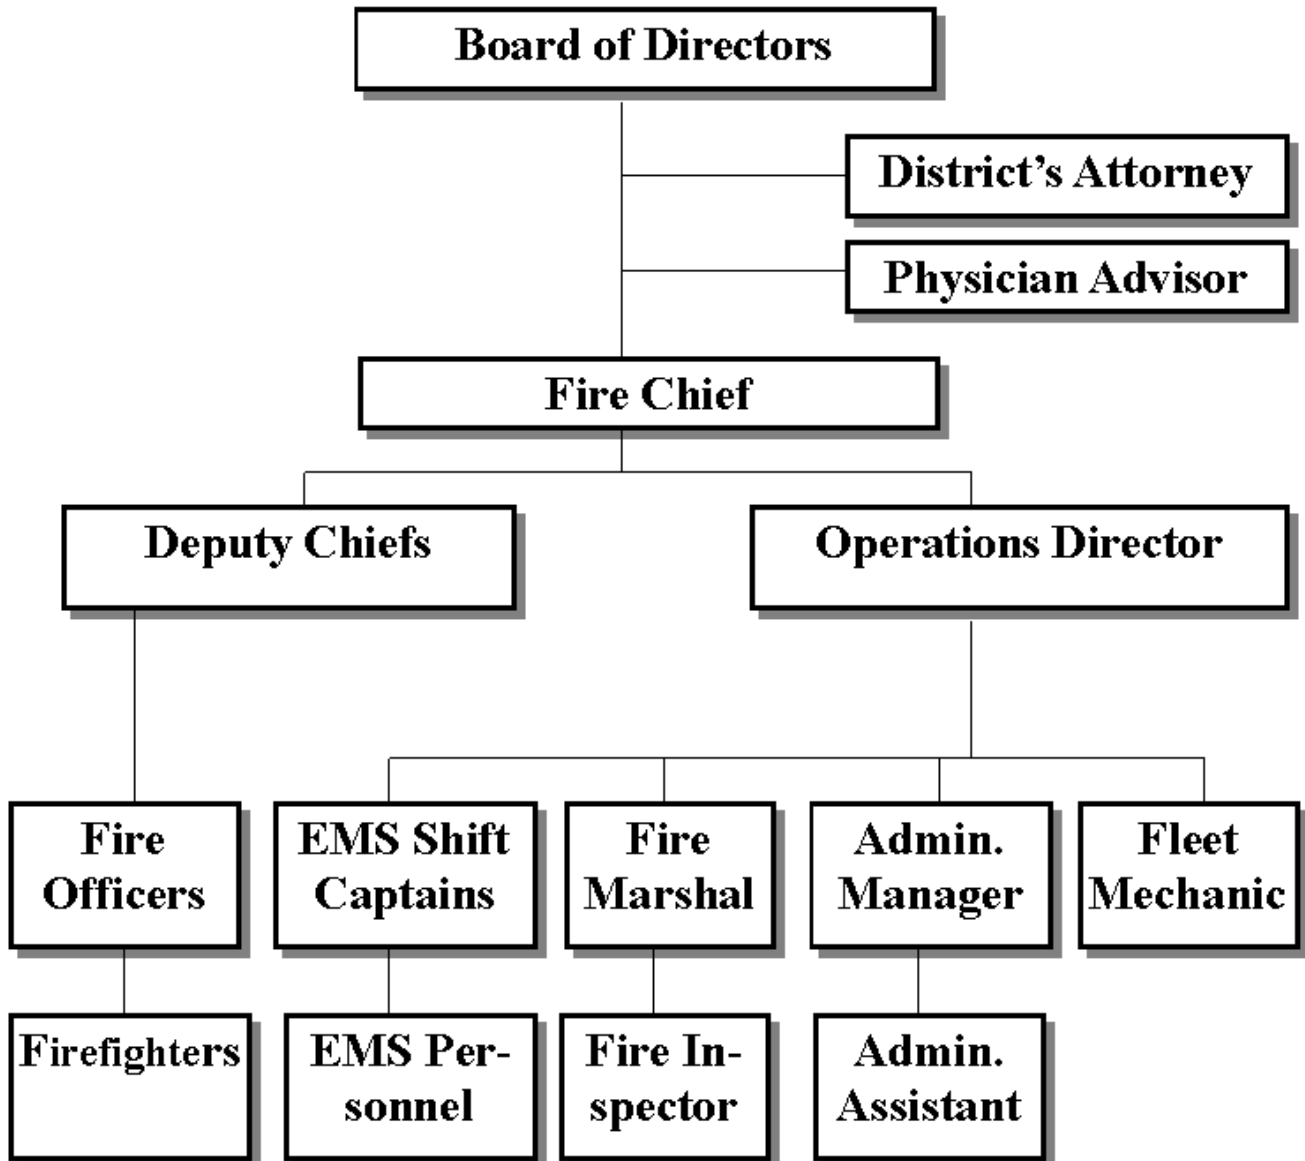 Board of Directors
District’s Attorney
Physician Advisor
Fire Chief
Deputy Chiefs
Operations Director
Fire
Officers
EMS Shift
Captains
Fire
Marshal
Admin.
Manager
Fleet
Mechanic
Firefighters
EMS Per-
sonnel
Fire In-
spector
Admin.
Assistant